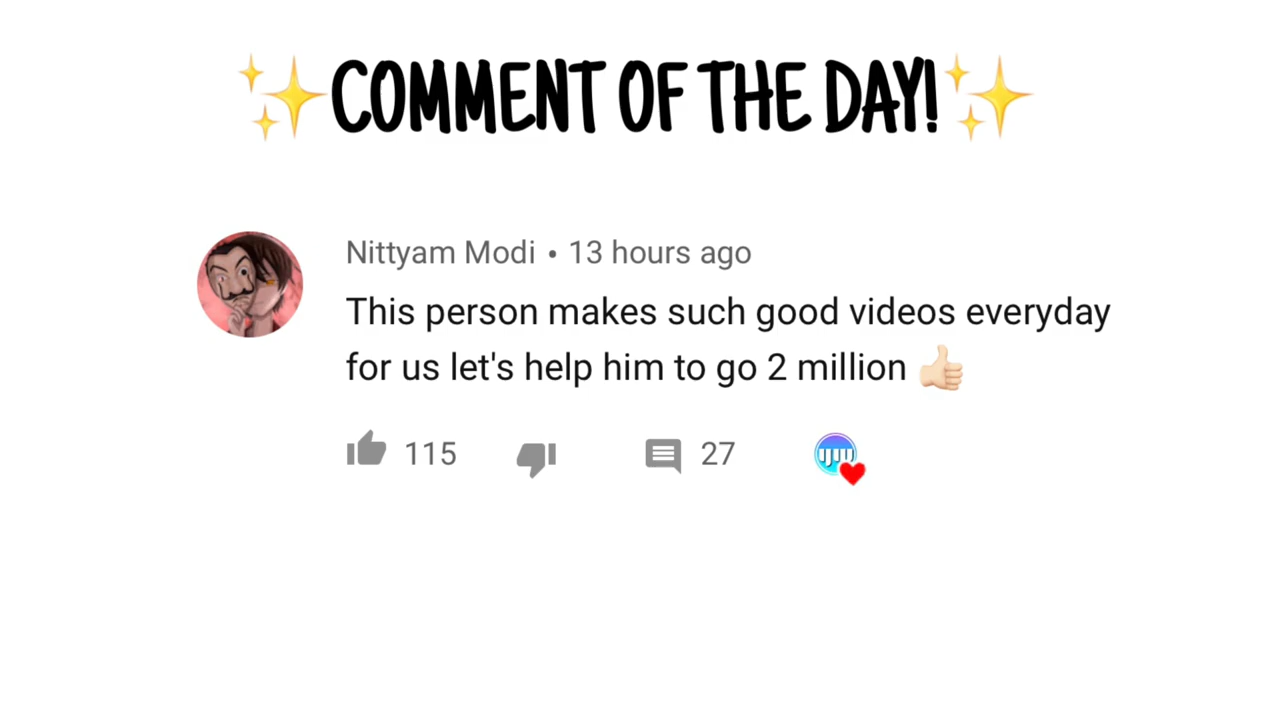 ✨COMMENT OF THE DAY!✨
Nittyam Modi • 13 hours ago
This person makes such good videos everyday
for us let's help him to go 2 million 👍🏻
115 27